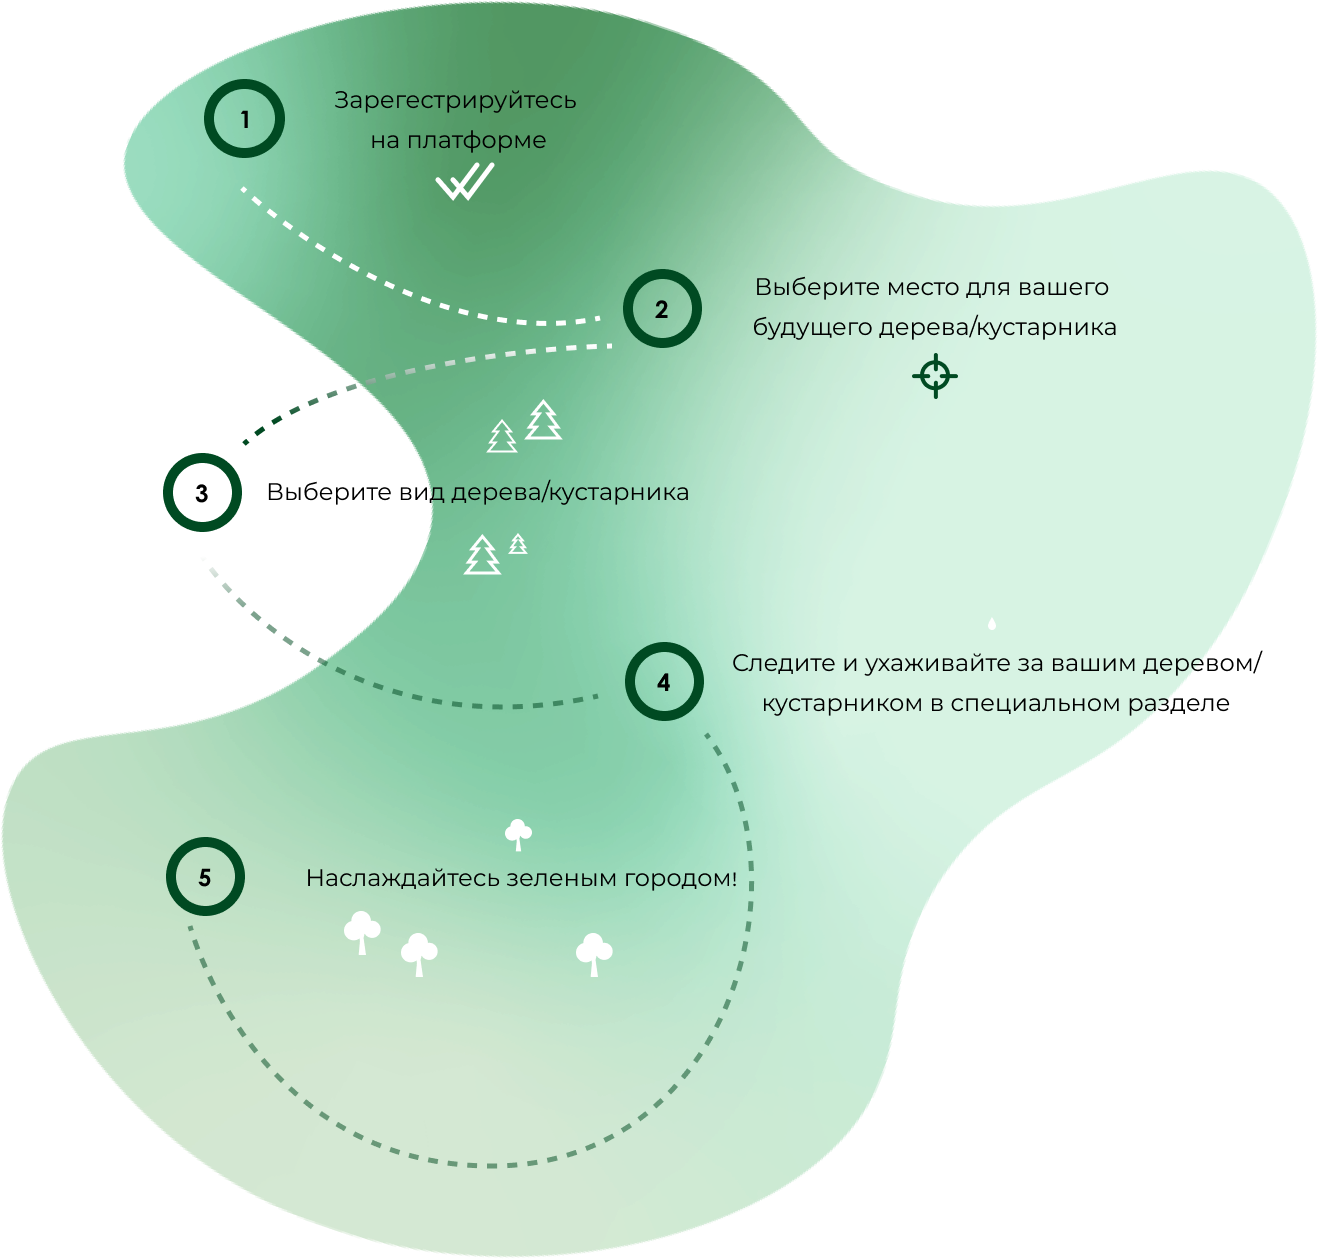 1
Зарегестрируйтесь
на платформе
2
Выберите место для вашего
будущего дерева/кустарника
3
Выберите вид дерева/кустарника
4
Следите и ухаживайте за вашим деревом/
кустарником в специальном разделе
5
Наслаждайтесь зеленым городом!